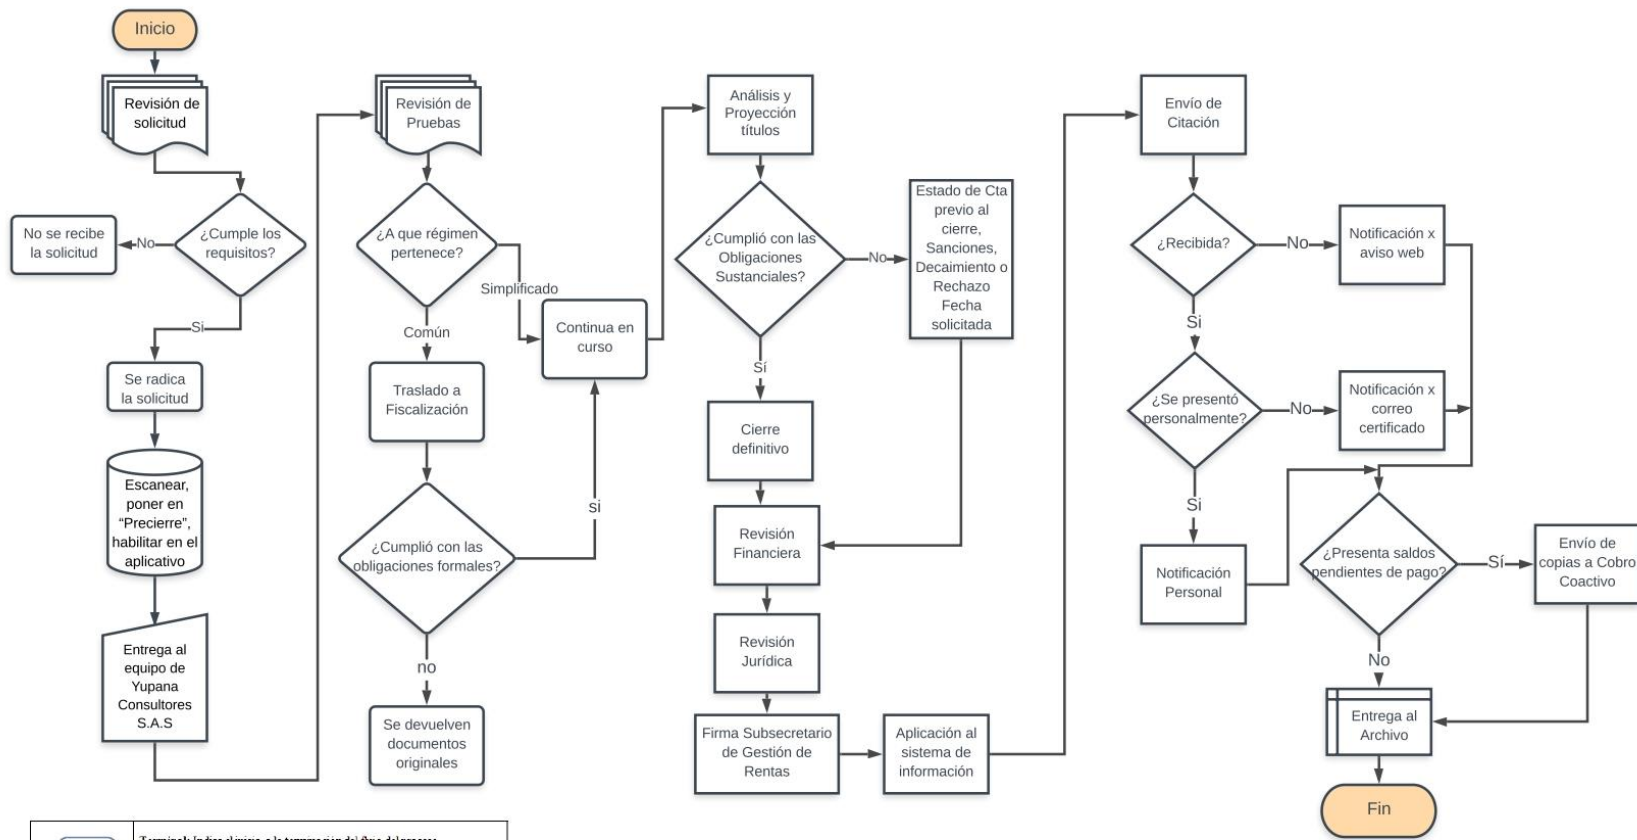 Inicio
Revisión de
solicitud
¿Cumple los
requisitos?
No
No se recibe
la solicitud
Si
Se radica
la solicitud
Escanear,
poner en
“Precierre”,
habilitar en el
aplicativo
Entrega al
equipo de
Yupana
Consultores
S.A.S
Revisión de
Pruebas
¿A que régimen
pertenece?
Simplificado
Común
Continua en
curso
Traslado a
Fiscalización
¿Cumplió con las
obligaciones formales?
si
no
Se devuelven
documentos
originales
Análisis y
Proyección
títulos
¿Cumplió con las
Obligaciones
Sustanciales?
No
Estado de Cta
previo al
cierre,
Sanciones,
Decaimiento o
Rechazo
Fecha
solicitada
Sí
Cierre
definitivo
Revisión
Financiera
Revisión
Jurídica
Firma Subsecretario
de Gestión de
Rentas
Aplicación al
sistema de
información
Envío de
Citación
¿Recibida?
No
Notificación x
aviso web
Si
¿Se presentó
personalmente?
No
Notificación x
correo
certificado
Si
Notificación
Personal
¿Presenta saldos
pendientes de pago?
Sí
Envío de
copias a Cobro
Coactivo
No
Entrega al
Archivo
Fin